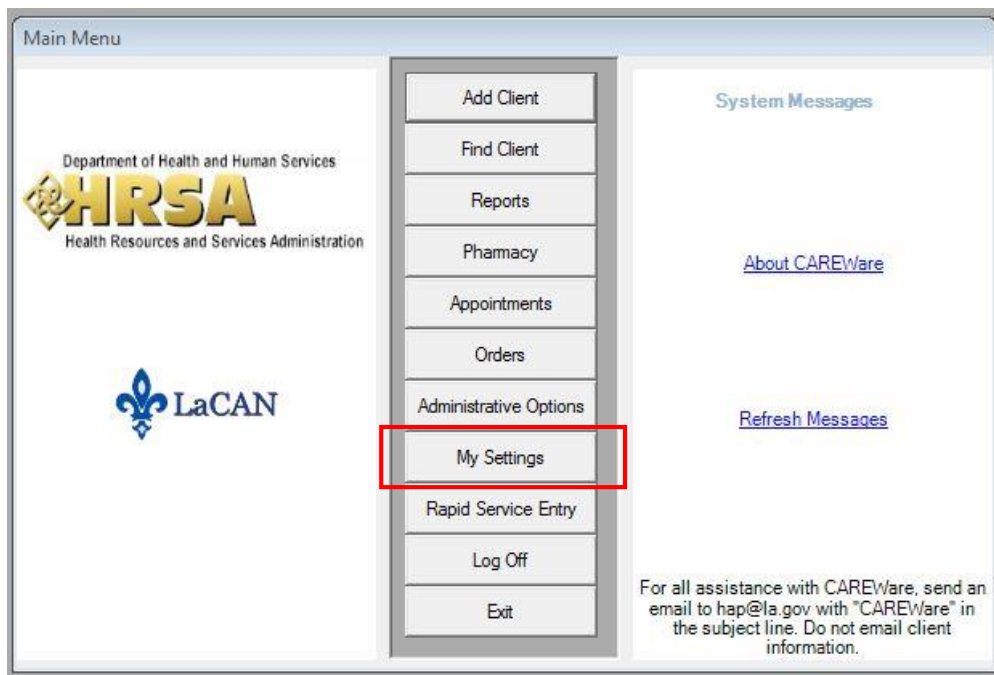 Main Menu
Department of Health and Human Services
HRSA
Health Resources and Services Administration
LaCAN
Add Client
Find Client
Reports
Pharmacy
Appointments
Orders
Administrative Options
My Settings
Rapid Service Entry
Log Off
Exit
System Messages
About CAREWare
Refresh Messages
For all assistance with CAREWare, send an
email to hap@la.gov with "CAREWare" in
the subject line. Do not email client
information.